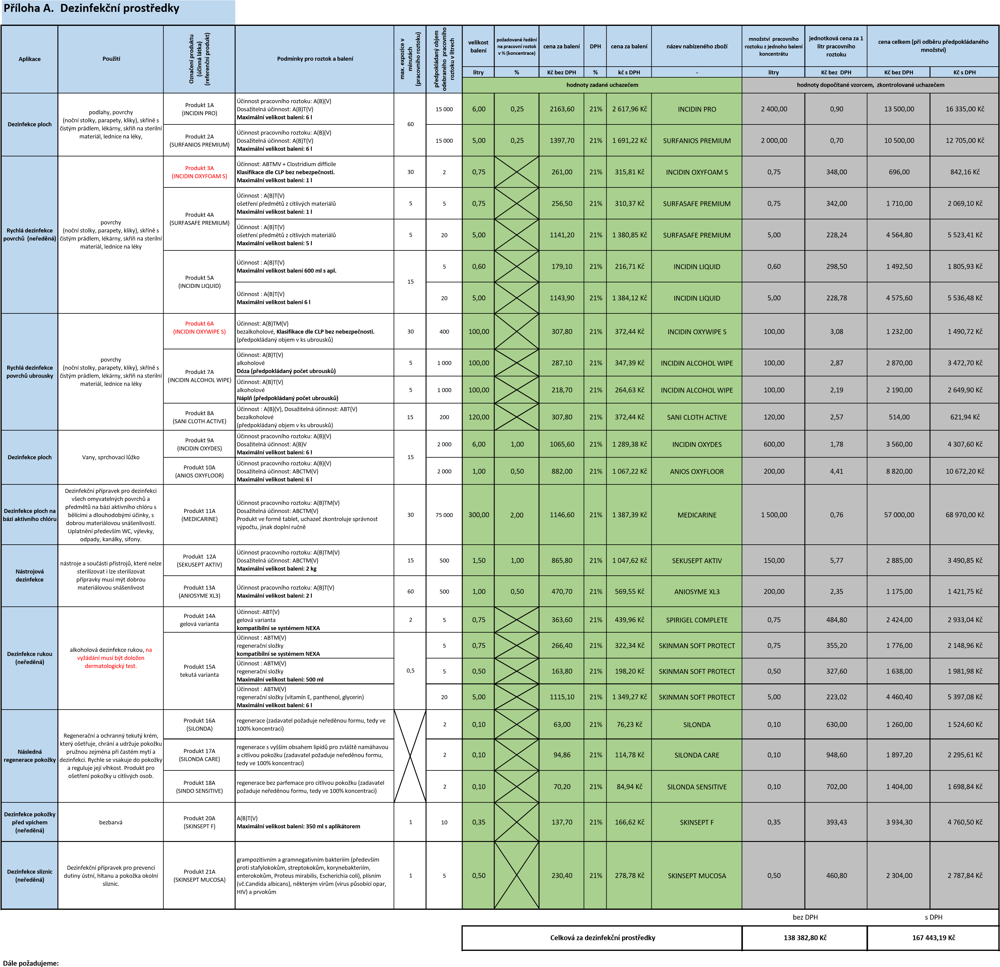 Příloha A.  Dezinfekční prostředky
Aplikace
Použití
Označení produktu
(účinná látka)
(referenční produkt)
Podmínky pro roztok a balení
max. expozice v
minutách
(pracovního roztoku)
předpokládaný objem
odebraného pracovního
roztoku v litrech
velikost
balení
požadované ředění
na pracovní roztok
v % (koncentrace)
cena za balení
DPH
cena za balení
název nabízeného zboží
množství pracovního
roztoku z jednoho balení
koncentrátu
jednotková cena za 1
litr pracovního
roztoku
cena celkem (při odběru předpokládaného
množství)
litry % Kč bez DPH % kč s DPH - litry Kč bez DPH Kč bez DPH Kč s DPH
hodnoty zadané uchazečem
hodnoty dopočítané vzorcem, zkontrolované uchazečem
Dezinfekce ploch
podlahy, povrchy
(noční stolky, parapety, kliky), skříně s
čistým prádlem, lékárny, skříň na sterilní
materiál, lednice na léky,
Produkt 1A
(INCIDIN PRO)
Účinnost pracovního roztoku: A(B)(V)
Dosažitelná účinnost: A(B)T(V)
Maximální velikost balení: 6 l
60
15 000 6,00 0,25 2163,60 21% 2 617,96 Kč INCIDIN PRO 2 400,00 0,90 13 500,00 16 335,00 Kč
Produkt 2A
(SURFANIOS PREMIUM)
Účinnost pracovního roztoku: A(B)(V)
Dosažitelná účinnost: A(B)T(V)
Maximální velikost balení: 6 l
15 000 5,00 0,25 1397,70 21% 1 691,22 Kč SURFANIOS PREMIUM 2 000,00 0,70 10 500,00 12 705,00 Kč
Rychlá dezinfekce
povrchů (neředěná)
povrchy
(noční stolky, parapety, kliky), skříně s
čistým prádlem, lékárny, skříň na sterilní
materiál, lednice na léky
Produkt 3A
(INCIDIN OXYFOAM S)
Účinnost: ABTMV + Clostridium difficile
Klasifikace dle CLP bez nebezpečnosti.
Maximální velikost balení: 1 l
30 2 0,75 261,00 21% 315,81 Kč INCIDIN OXYFOAM S 0,75 348,00 696,00 842,16 Kč
Produkt 4A
(SURFASAFE PREMIUM)
Účinnost : A(B)T(V)
ošetření předmětů z citlivých materiálů
Maximální velikost balení: 1 l
5 5 0,75 256,50 21% 310,37 Kč SURFASAFE PREMIUM 0,75 342,00 1 710,00 2 069,10 Kč
Účinnost: A(B)T(V)
ošetření předmětů z citlivých materiálů
Maximální velikost balení: 5 l
5 20 5,00 1141,20 21% 1 380,85 Kč SURFASAFE PREMIUM 5,00 228,24 4 564,80 5 523,41 Kč
Produkt 5A
(INCIDIN LIQUID)
Účinnost : A(B)T(V)
Maximální velikost balení 600 ml s apl.
15
5 0,60 179,10 21% 216,71 Kč INCIDIN LIQUID 0,60 298,50 1 492,50 1 805,93 Kč
Účinnost : A(B)T(V)
Maximální velikost balení 6 l
20 5,00 1143,90 21% 1 384,12 Kč INCIDIN LIQUID 5,00 228,78 4 575,60 5 536,48 Kč
Rychlá dezinfekce
povrchů ubrousky
povrchy
(noční stolky, parapety, kliky), skříně s
čistým prádlem, lékárny, skříň na sterilní
materiál, lednice na léky
Produkt 6A
(INCIDIN OXYWIPE S)
Účinnost: A(B)TM(V)
bezalkoholové, Klasifikace dle CLP bez nebezpečnosti.
(předpokládaný objem v ks ubrousků)
30 400 100,00 307,80 21% 372,44 Kč INCIDIN OXYWIPE S 100,00 3,08 1 232,00 1 490,72 Kč
Produkt 7A
(INCIDIN ALCOHOL WIPE)
Účinnost: A(B)T(V)
alkoholové
Dóza (předpokládaný počet ubrousků)
5 1 000 100,00 287,10 21% 347,39 Kč INCIDIN ALCOHOL WIPE 100,00 2,87 2 870,00 3 472,70 Kč
Účinnost: A(B)T(V)
alkoholové
Náplň (předpokládaný počet ubrousků)
5 1 000 100,00 218,70 21% 264,63 Kč INCIDIN ALCOHOL WIPE 100,00 2,19 2 190,00 2 649,90 Kč
Produkt 8A
(SANI CLOTH ACTIVE)
Účinnost : A(B)(V), Dosažitelná účinnost: ABT(V)
bezalkoholové
(předpokládaný objem v ks ubrousků)
15 200 120,00 307,80 21% 372,44 Kč SANI CLOTH ACTIVE 120,00 2,57 514,00 621,94 Kč
Dezinfekce ploch
Vany, sprchovací lůžko
Produkt 9A
(INCIDIN OXYDES)
Účinnost pracovního roztoku: A(B)(V)
Dosažitelná účinnost: A(B)V
Maximální velikost balení: 6 l
15
2 000 6,00 1,00 1065,60 21% 1 289,38 Kč INCIDIN OXYDES 600,00 1,78 3 560,00 4 307,60 Kč
Produkt 10A
(ANIOS OXYFLOOR)
Účinnost pracovního roztoku: A(B)(V)
Dosažitelná účinnost: ABCTM(V)
Maximální velikost balení: 6 l
2 000 1,00 0,50 882,00 21% 1 067,22 Kč ANIOS OXYFLOOR 200,00 4,41 8 820,00 10 672,20 Kč
Dezinfekce ploch na
bázi aktivního chlóru
Dezinfekční přípravek pro dezinfekci
všech omyvatelných povrchů a
předmětů na bázi aktivního chlóru s
bělícími a dlouhodobými účinky, s
dobrou materiálovou snášenlivostí.
Uplatnění především WC, výlevky,
odpady, kanálky, sifony.
Produkt 11A
(MEDICARINE)
Účinnost pracovního roztoku: A(B)TM(V)
Dosažitelná účinnost: ABCTM(V)
Produkt ve formě tablet, uchazeč zkontroluje správnost
výpočtu, jinak doplní ručně
30 75 000 300,00 2,00 1146,60 21% 1 387,39 Kč MEDICARINE 1 500,00 0,76 57 000,00 68 970,00 Kč
Nástrojová
dezinfekce
nástroje a součásti přístrojů, které nelze
sterilizovat i lze sterilizovat
přípravky musí mýt dobrou
materiálovou snášenlivost
Produkt  12A
(SEKUSEPT AKTIV)
Účinnost pracovního roztoku: A(B)TM(V)
Dosažitelná účinnost: ABCTM(V)
Maximální velikost balení: 2 kg
15 500 1,50 1,00 865,80 21% 1 047,62 Kč SEKUSEPT AKTIV 150,00 5,77 2 885,00 3 490,85 Kč
Produkt 13A
(ANIOSYME XL3)
Účinnost pracovního roztoku: A(B)T(V)
Maximální velikost balení: 2 l
60 500 1,00 0,50 470,70 21% 569,55 Kč ANIOSYME XL3 200,00 2,35 1 175,00 1 421,75 Kč
Dezinfekce rukou
(neředěná)
alkoholová dezinfekce rukou, na
vyžádání musí být doložen
dermatologický test.
Produkt 14A
gelová varianta
Účinnost: ABT(V)
gelová varianta
kompatibilní se systémem NEXA
2 5 0,75 363,60 21% 439,96 Kč SPIRIGEL COMPLETE 0,75 484,80 2 424,00 2 933,04 Kč
Produkt 15A
tekutá varianta
Účinnost : ABTM(V)
regenerační složky
kompatibilní se systémem NEXA
0,5
5 0,75 266,40 21% 322,34 Kč SKINMAN SOFT PROTECT 0,75 355,20 1 776,00 2 148,96 Kč
Účinnost : ABTM(V)
regenerační složky
Maximální velikost balení: 500 ml
5 0,50 163,80 21% 198,20 Kč SKINMAN SOFT PROTECT 0,50 327,60 1 638,00 1 981,98 Kč
Účinnost : ABTM(V)
regenerační složky (vitamín E, panthenol, glycerin)
Maximální velikost balení: 6 l
20 5,00 1115,10 21% 1 349,27 Kč SKINMAN SOFT PROTECT 5,00 223,02 4 460,40 5 397,08 Kč
Následná
regenerace pokožky
Regenerační a ochranný tekutý krém,
který ošetřuje, chrání a udržuje pokožku
pružnou zejména při častém mytí a
dezinfekci. Rychle se vsakuje do pokožky
a reguluje její vlhkost. Produkt pro
ošetření pokožky u citlivých osob.
Produkt 16A
(SILONDA)
regenerace (zadavatel požaduje neředěnou formu, tedy ve
100% koncentraci)
2 0,10 63,00 21% 76,23 Kč SILONDA 0,10 630,00 1 260,00 1 524,60 Kč
Produkt 17A
(SILONDA CARE)
regenerace s vyšším obsahem lipidů pro zvláště namáhavou
a citlivou pokožku (zadavatel požaduje neředěnou formu,
tedy ve 100% koncentraci)
2 0,10 94,86 21% 114,78 Kč SILONDA CARE 0,10 948,60 1 897,20 2 295,61 Kč
Produkt 18A
(SINDO SENSITIVE)
regenerace bez parfemace pro citlivou pokožku (zadavatel
požaduje neředěnou formu, tedy ve 100% koncentraci)
2 0,10 70,20 21% 84,94 Kč SILONDA SENSITIVE 0,10 702,00 1 404,00 1 698,84 Kč
Dezinfekce pokožky
před vpichem
(neředěná)
bezbarvá
Produkt 20A
(SKINSEPT F)
A(B)T(V)
Maximální velikost balení: 350 ml s aplikátorem
1 10 0,35 137,70 21% 166,62 Kč SKINSEPT F 0,35 393,43 3 934,30 4 760,50 Kč
Dezinfekce sliznic
(neředěná)
Dezinfekční přípravek pro prevenci
dutiny ústní, hltanu a pokožka okolní
sliznic.
Produkt 21A
(SKINSEPT MUCOSA)
grampozitivním a gramnegativním bakteriím (především
proti stafylokokům, streptokokům, korynebakteriím,
enterokokům, Proteus mirabilis, Escherichia coli), plísním
(vč.Candida albicans), některým virům (virus působící opar,
HIV) a prvokům
1 5 0,50 230,40 21% 278,78 Kč SKINSEPT MUCOSA 0,50 460,80 2 304,00 2 787,84 Kč
bez DPH s DPH
Celková za dezinfekční prostředky 138 382,80 Kč 167 443,19 Kč
Dále požadujeme: